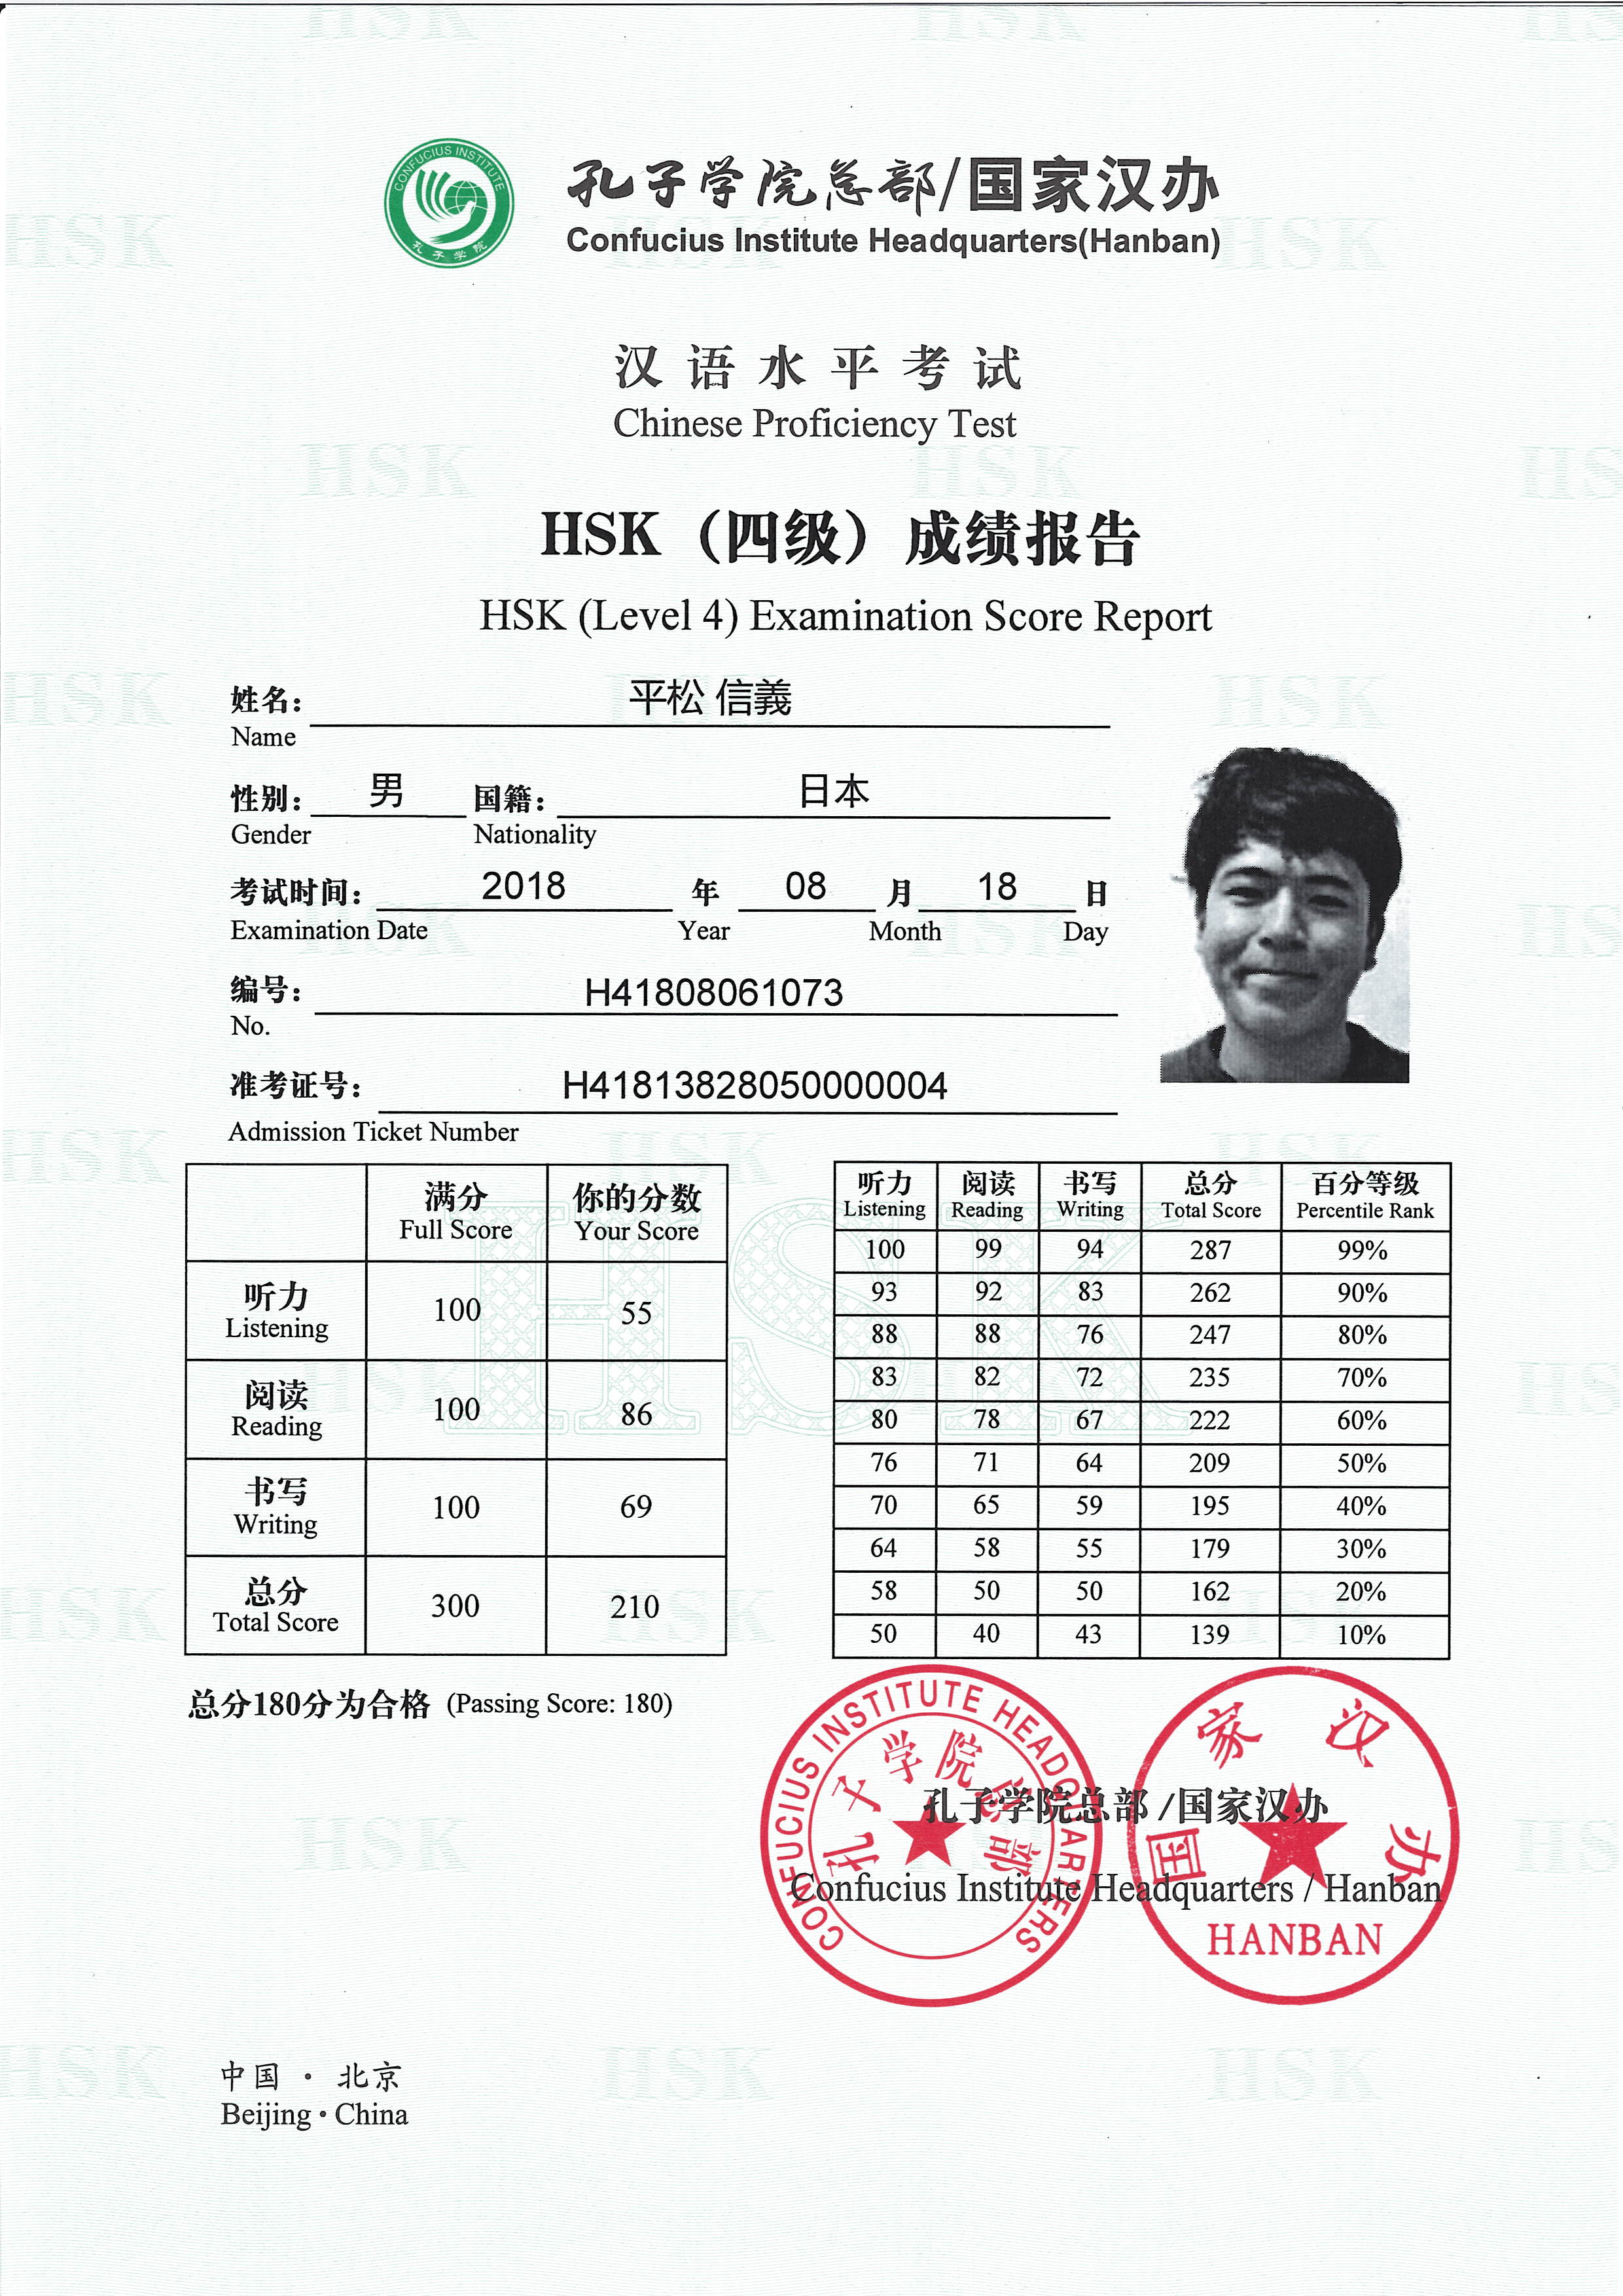 CONFUCIUS INSTITUTE
孔子学院
孔子学院总部/国家汉办
Confucius Institute Headquarters(Hanban)
汉语水平考试
Chinese Proficiency Test
HSK（四级）成绩报告
HSK (Level 4) Examination Score Report
姓名： 平松 信義
Name
性别： 男 国籍： 日本
Gender Nationality
考试时间： 2018 年 08 月 18 日
Examination Date Year Month Day
编号： H41808061073
No.
准考证号： H41813828050000004
Admission Ticket Number
满分 你的分数
Full Score Your Score
听力 100 55
Listening
阅读 100 86
Reading
书写 100 69
Writing
总分 300 210
Total Score
听力 阅读 书写 总分 百分等级
Listening Reading Writing Total Score Percentile Rank
100 99 94 287 99%
93 92 83 262 90%
88 88 76 247 80%
83 82 72 235 70%
80 78 67 222 60%
76 71 64 209 50%
70 65 59 195 40%
64 58 55 179 30%
58 50 50 162 20%
50 40 43 139 10%
总分180分为合格 (Passing Score: 180)
CONFUCIUS INSTITUTE HEADQUARTERS
孔子学院总部
国家汉办
HANBAN
孔子学院总部 /国家汉办
Confucius Institute Headquarters / Hanban
中国 · 北京
Beijing · China
HSK